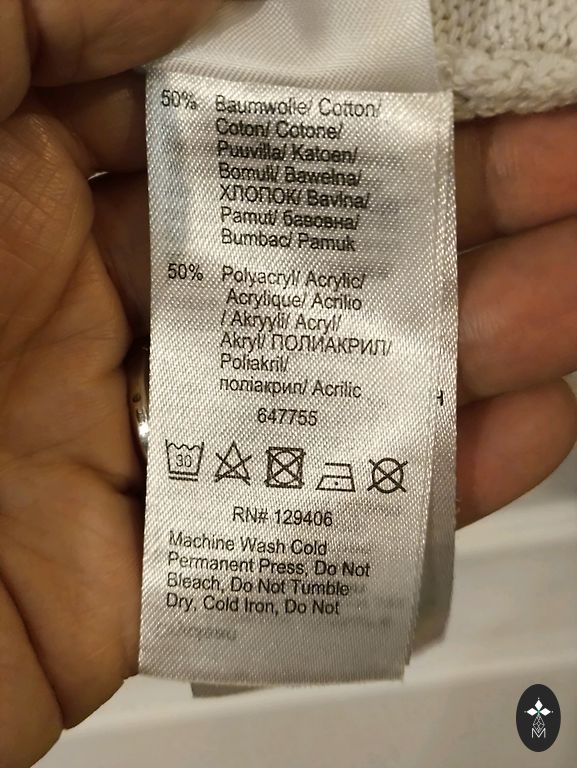 50% Baumwolle/ Cotton/
Coton/ Cotone/
Puuvilla/ Katoen/
Bomull/ Bawełna/
ХЛОПОК/ Bavlna/
Pamut/ бавовна/
Bumbac/ Pamuk
50% Polyacryl/ Acrylic/
Acrylique/ Acrilio
/ Akryyli/ Acryl/
Akryl/ ПОЛИАКРИЛ/
Poliakril/
поліакрил/ Acrilic
647755
30
RN# 129406
Machine Wash Cold
Permanent Press, Do Not
Bleach, Do Not Tumble
Dry, Cold Iron, Do Not